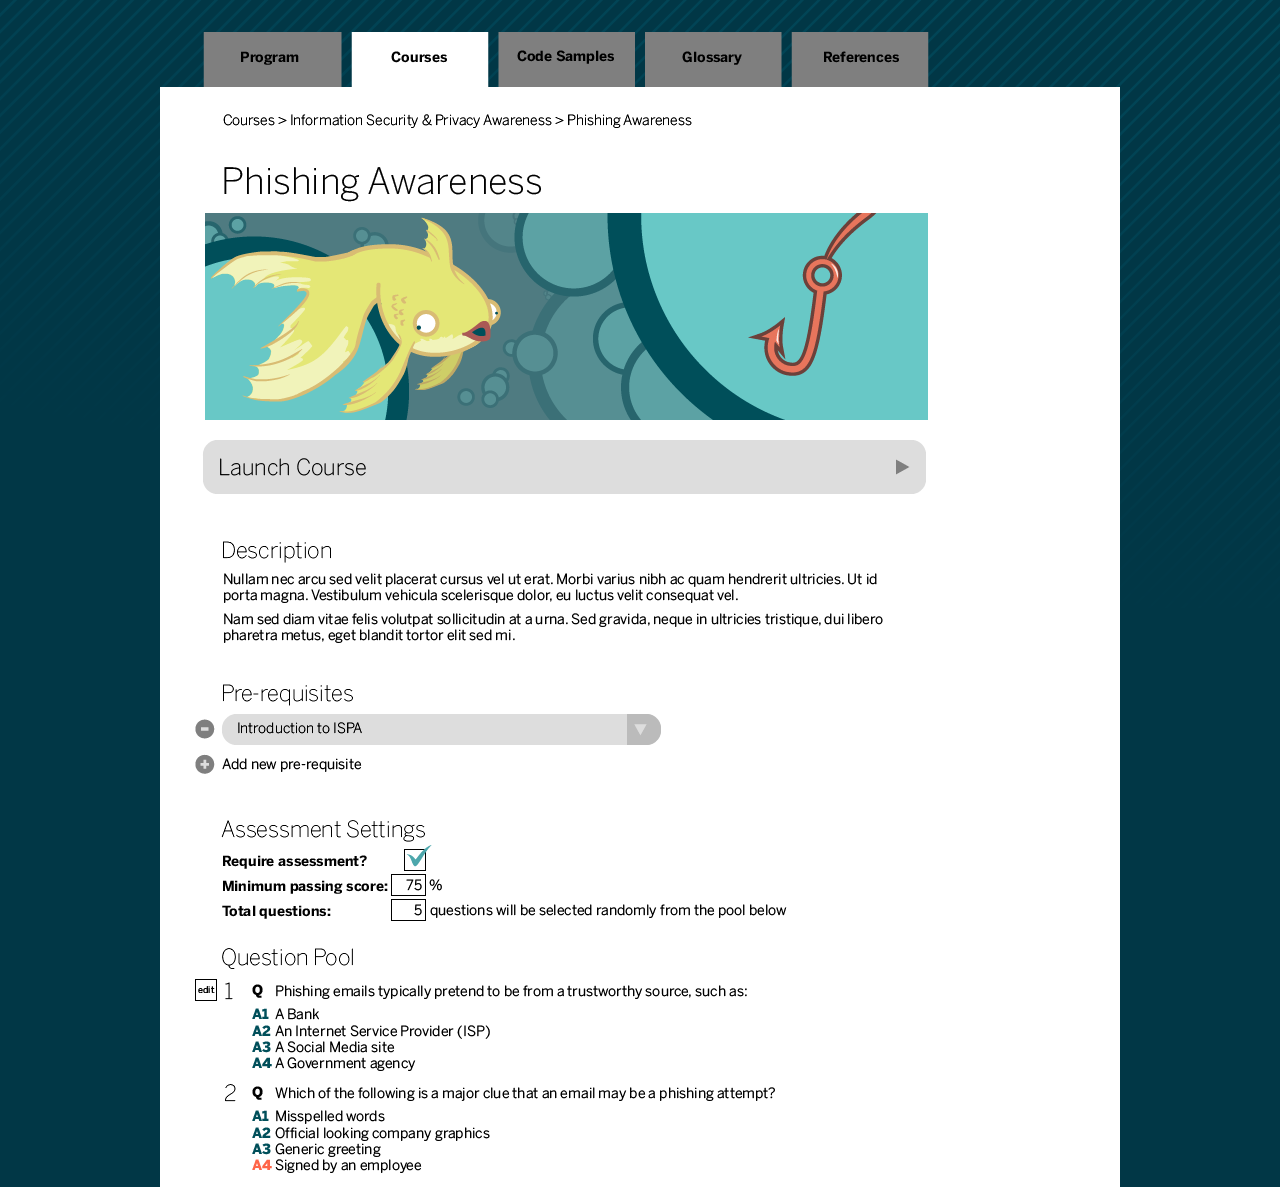 Program
Courses
Code Samples
Glossary
References
Courses > Information Security & Privacy Awareness > Phishing Awareness
Phishing Awareness
Launch Course
Description
Nullam nec arcu sed velit placerat cursus vel ut erat. Morbi varius nibh ac quam hendrerit ultricies. Ut id
porta magna. Vestibulum vehicula scelerisque dolor, eu luctus velit consequat vel.
Nam sed diam vitae felis volutpat sollicitudin at a urna. Sed gravida, neque in ultricies tristique, dui libero
pharetra metus, eget blandit tortor elit sed mi.
Pre-requisites
Introduction to ISPA
Add new pre-requisite
Assessment Settings
Require assessment?
Minimum passing score: 75 %
Total questions: 5 questions will be selected randomly from the pool below
Question Pool
edit 1 Q Phishing emails typically pretend to be from a trustworthy source, such as:
A1 A Bank
A2 An Internet Service Provider (ISP)
A3 A Social Media site
A4 A Government agency
2 Q Which of the following is a major clue that an email may be a phishing attempt?
A1 Misspelled words
A2 Official looking company graphics
A3 Generic greeting
A4 Signed by an employee